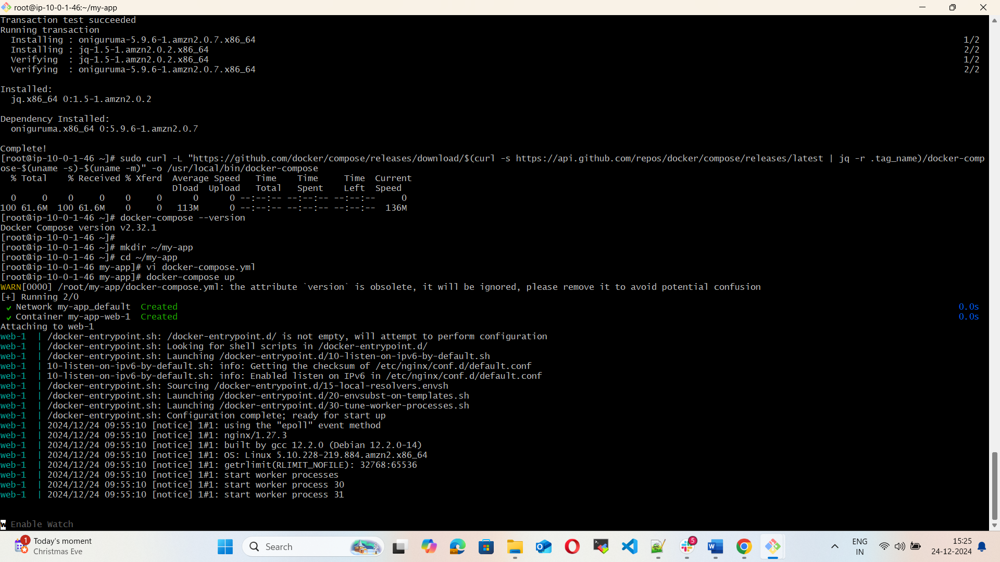 root@ip-10-0-1-46:~/my-app
Transaction test succeeded
Running transaction
  Installing : oniguruma-5.9.6-1.amzn2.0.7.x86_64 1/2
  Installing : jq-1.5-1.amzn2.0.2.x86_64 2/2
  Verifying  : jq-1.5-1.amzn2.0.2.x86_64 1/2
  Verifying  : oniguruma-5.9.6-1.amzn2.0.7.x86_64 2/2
Installed:
  jq.x86_64 0:1.5-1.amzn2.0.2
Dependency Installed:
  oniguruma.x86_64 0:5.9.6-1.amzn2.0.7
Complete!
[root@ip-10-0-1-46 ~]# sudo curl -L "https://github.com/docker/compose/releases/download/$(curl -s https://api.github.com/repos/docker/compose/releases/latest | jq -r .tag_name)/docker-comp
ose-$(uname -s)-$(uname -m)" -o /usr/local/bin/docker-compose
  % Total    % Received % Xferd  Average Speed   Time    Time     Time  Current
                                 Dload  Upload   Total   Spent    Left  Speed
  0     0    0     0    0     0      0      0 --:--:-- --:--:-- --:--:--     0
100 61.6M  100 61.6M    0     0   113M      0 --:--:-- --:--:-- --:--:--  136M
[root@ip-10-0-1-46 ~]# docker-compose --version
Docker Compose version v2.32.1
[root@ip-10-0-1-46 ~]#
[root@ip-10-0-1-46 ~]# mkdir ~/my-app
[root@ip-10-0-1-46 ~]# cd ~/my-app
[root@ip-10-0-1-46 my-app]# vi docker-compose.yml
[root@ip-10-0-1-46 my-app]# docker-compose up
WARN[0000] /root/my-app/docker-compose.yml: the attribute `version` is obsolete, it will be ignored, please remove it to avoid potential confusion
[+] Running 2/0
 ✔ Network my-app_default  Created 0.0s
 ✔ Container my-app-web-1  Created 0.0s
Attaching to web-1
web-1  | /docker-entrypoint.sh: /docker-entrypoint.d/ is not empty, will attempt to perform configuration
web-1  | /docker-entrypoint.sh: Looking for shell scripts in /docker-entrypoint.d/
web-1  | /docker-entrypoint.sh: Launching /docker-entrypoint.d/10-listen-on-ipv6-by-default.sh
web-1  | 10-listen-on-ipv6-by-default.sh: info: Getting the checksum of /etc/nginx/conf.d/default.conf
web-1  | 10-listen-on-ipv6-by-default.sh: info: Enabled listen on IPv6 in /etc/nginx/conf.d/default.conf
web-1  | /docker-entrypoint.sh: Sourcing /docker-entrypoint.d/15-local-resolvers.envsh
web-1  | /docker-entrypoint.sh: Launching /docker-entrypoint.d/20-envsubst-on-templates.sh
web-1  | /docker-entrypoint.sh: Launching /docker-entrypoint.d/30-tune-worker-processes.sh
web-1  | /docker-entrypoint.sh: Configuration complete; ready for start up
web-1  | 2024/12/24 09:55:10 [notice] 1#1: using the "epoll" event method
web-1  | 2024/12/24 09:55:10 [notice] 1#1: nginx/1.27.3
web-1  | 2024/12/24 09:55:10 [notice] 1#1: built by gcc 12.2.0 (Debian 12.2.0-14)
web-1  | 2024/12/24 09:55:10 [notice] 1#1: OS: Linux 5.10.228-219.884.amzn2.x86_64
web-1  | 2024/12/24 09:55:10 [notice] 1#1: getrlimit(RLIMIT_NOFILE): 32768:65536
web-1  | 2024/12/24 09:55:10 [notice] 1#1: start worker processes
web-1  | 2024/12/24 09:55:10 [notice] 1#1: start worker process 30
web-1  | 2024/12/24 09:55:10 [notice] 1#1: start worker process 31
w Enable Watch
1 Today's moment
Christmas Eve
Search
5
ENG
IN
15:25
24-12-2024